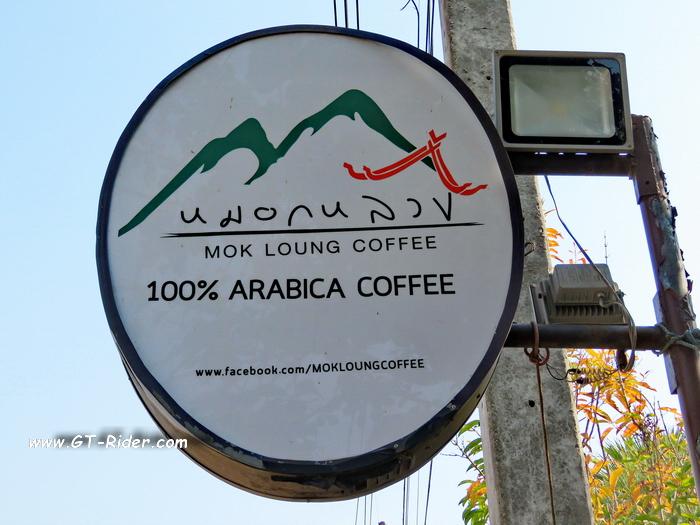 หมอกหลวง
MOK LOUNG COFFEE
100% ARABICA COFFEE
www.facebook.com/MOKLOUNGCOFFEE
www.GT-Rider.com